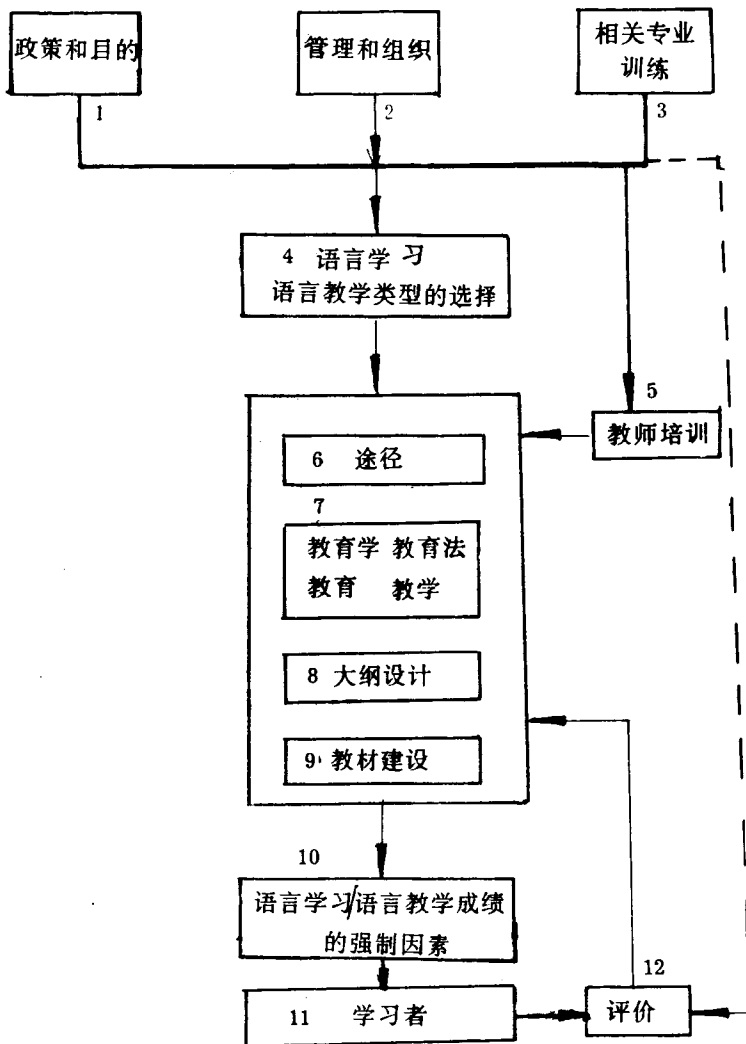 政策和目的
管理和组织
相关专业
训练
1
2
3
4 语言学习
语言教学类型的选择
5
教师培训
6 途径
7
教育学 教育法
教育 教学
8 大纲设计
9 教材建设
10
语言学习/语言教学成绩
的强制因素
12
11 学习者
评价